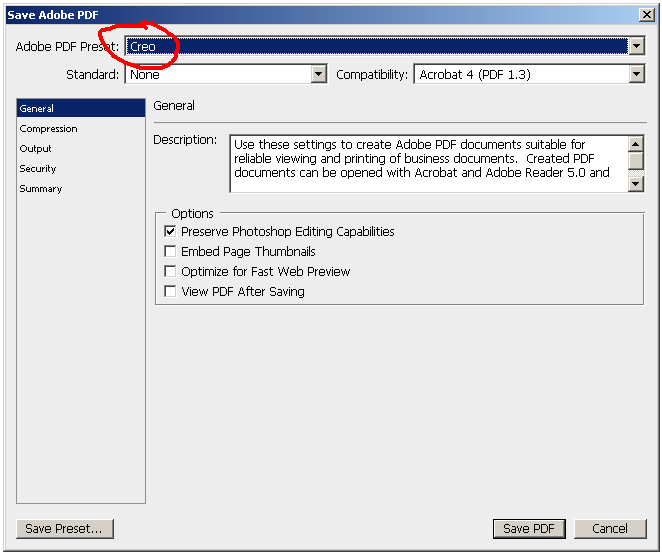 Save Adobe PDF
Adobe PDF Preset: Creo
Standard: None Compatibility: Acrobat 4 (PDF 1.3)
General
Compression
Output
Security
Summary
General
Description: Use these settings to create Adobe PDF documents suitable for
reliable viewing and printing of business documents. Created PDF
documents can be opened with Acrobat and Adobe Reader 5.0 and
Options
Preserve Photoshop Editing Capabilities
Embed Page Thumbnails
Optimize for Fast Web Preview
View PDF After Saving
Save Preset... Save PDF Cancel